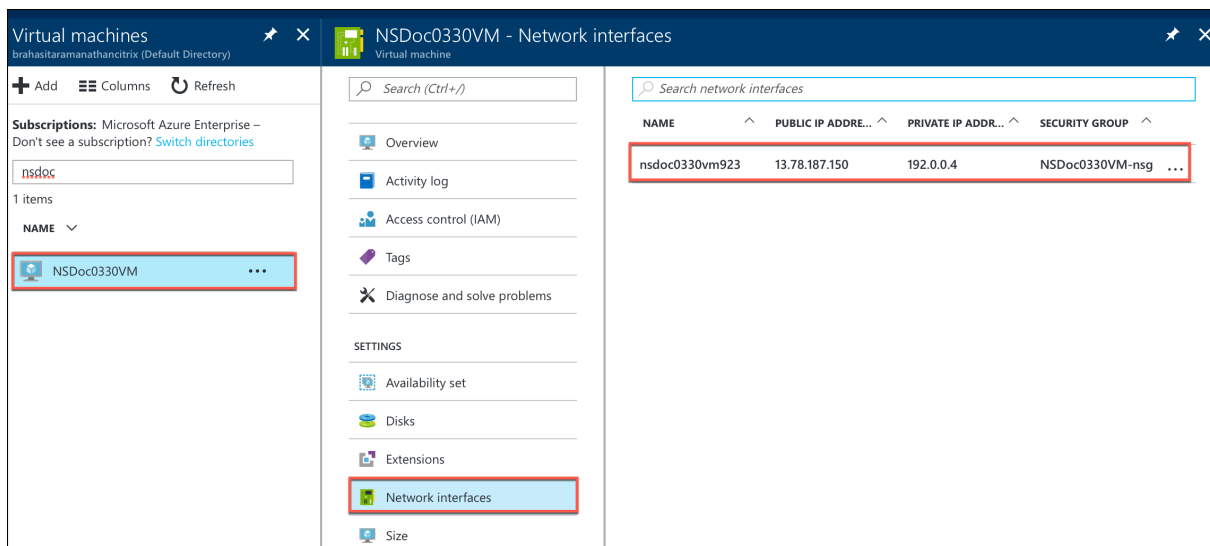 Virtual machines
brahasitaramanathancitrix (Default Directory)
Add Columns Refresh
Subscriptions: Microsoft Azure Enterprise –
Don't see a subscription? Switch directories
nsdoc
1 items
NAME
NSDoc0330VM ...
NSDoc0330VM - Network interfaces
Virtual machine
Search (Ctrl+/)
Overview
Activity log
Access control (IAM)
Tags
Diagnose and solve problems
SETTINGS
Availability set
Disks
Extensions
Network interfaces
Size
Search network interfaces
NAME PUBLIC IP ADDRE... PRIVATE IP ADDR... SECURITY GROUP
nsdoc0330vm923 13.78.187.150 192.0.0.4 NSDoc0330VM-nsg ...